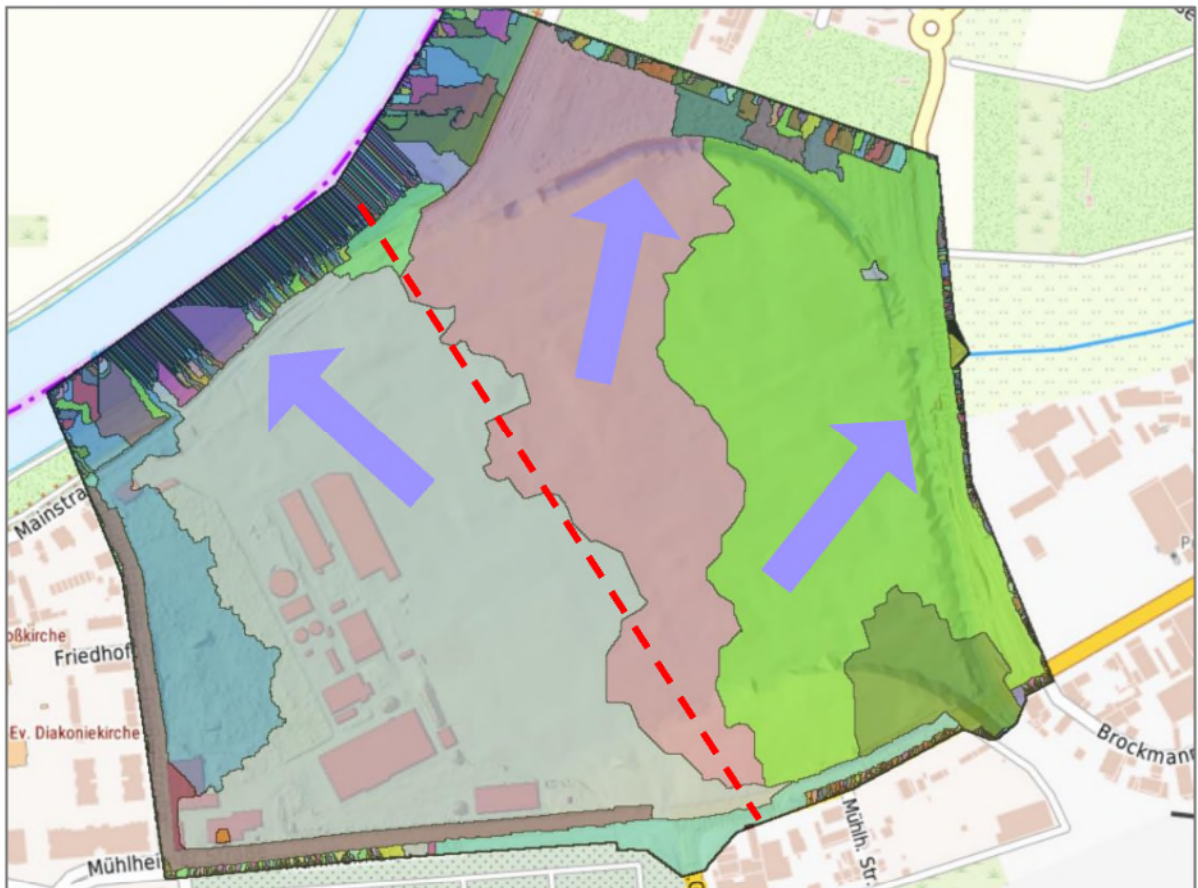 Mainstra
oßkirche
Friedhof
Ev. Diakoniekirche
Brockmann
Mühlh. Str.
Mühlhei